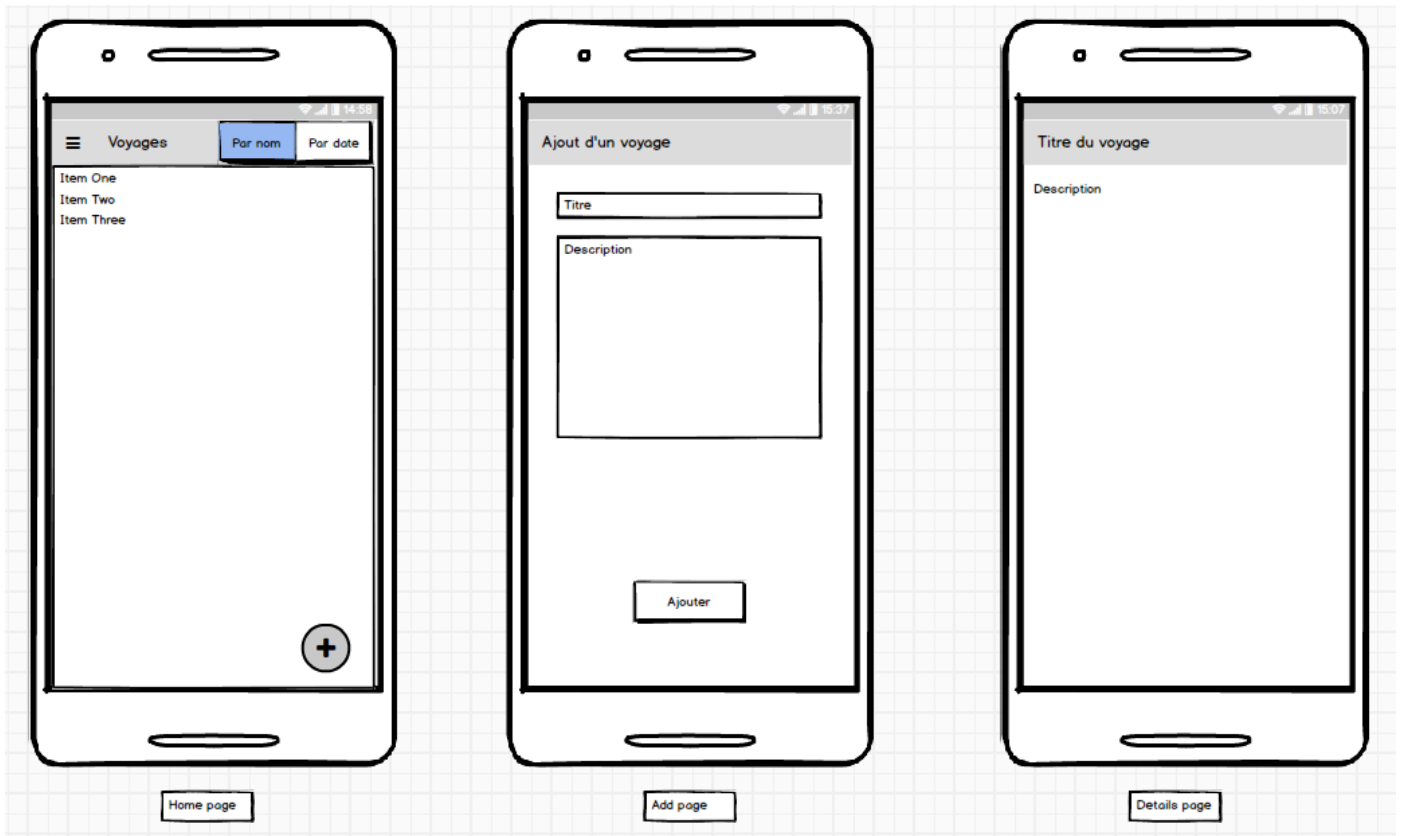 14:58
Voyages
Par nom
Par date
Item One
Item Two
Item Three
Home page
15:37
Ajout d'un voyage
Titre
Description
Ajouter
Add page
15:07
Titre du voyage
Description
Details page